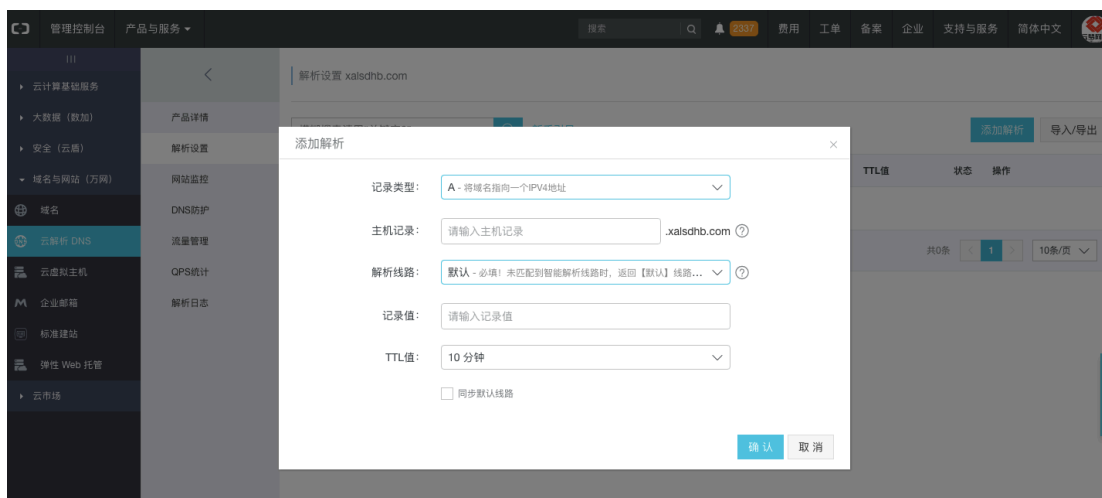 管理控制台 产品与服务 搜索 2337 费用 工单 备案 企业 支持与服务 简体中文
云计算基础服务
大数据（数加）
安全（云盾）
域名与网站（万网）
域名
云解析 DNS
云虚拟主机
企业邮箱
标准建站
弹性 Web 托管
云市场
产品详情
解析设置
网站监控
DNS防护
流量管理
QPS统计
解析日志
解析设置 xalsdhb.com
添加解析 导入/导出
TTL值 状态 操作
共0条 1 10条/页
添加解析
记录类型： A - 将域名指向一个IPV4地址
主机记录： 请输入主机记录 .xalsdhb.com
解析线路： 默认 - 必填！未匹配到智能解析线路时，返回【默认】线路...
记录值： 请输入记录值
TTL值： 10 分钟
同步默认线路
确 认 取 消